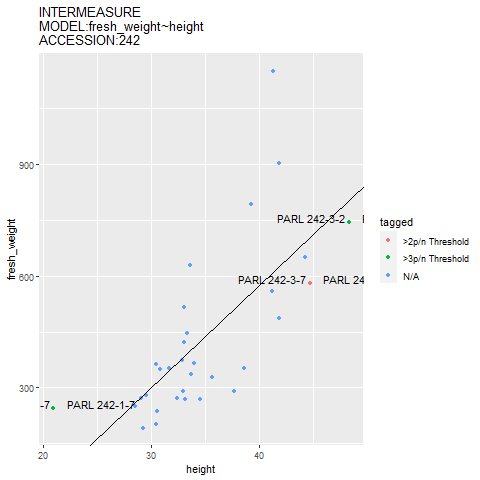 INTERMEASURE
MODEL:fresh_weight~height
ACCESSION:242
900
600
300
fresh_weight
PARL 242-3-2
PARL 242-3-7 PARL 24
-7 PARL 242-1-7
20 30 40
height
tagged
>2p/n Threshold
>3p/n Threshold
N/A